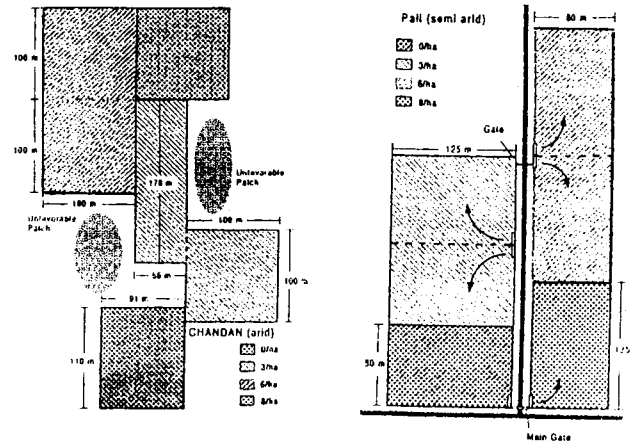 100 m
100 m
100 m
178 m
Unfavorable
Patch
Unfavorable
Patch
100 m
100 m
56 m
91 m
110 m
CHANDAN (arid)
0/ha
3/ha
6/ha
8/ha
Pali (semi arid)
0/ha
3/ha
6/ha
8/ha
80 m
Gate
125 m
125
Main Gate